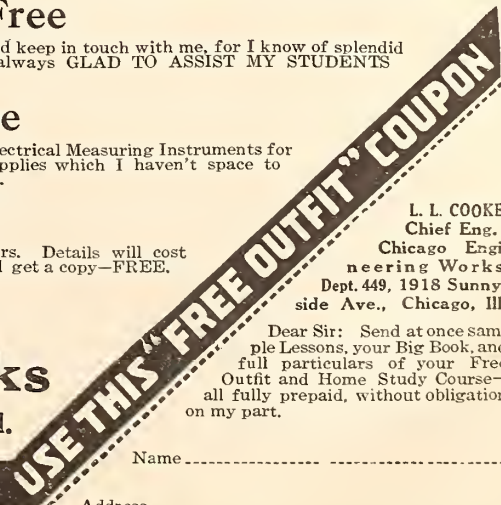 Free
d keep in touch with me, for I know of splendid
always GLAD TO ASSIST MY STUDENTS
e
ectrical Measuring Instruments for
pplies which I haven't space to
rs. Details will cost
l get a copy—FREE.
ks
USE THIS "FREE OUTFIT" COUPON
L. L. COOKE
Chief Eng.
Chicago Engi
neering Works
Dept. 449, 1918 Sunny
side Ave., Chicago, Ill
Dear Sir: Send at once sam
ple Lessons, your Big Book, and
full particulars of your Free
Outfit and Home Study Course—
all fully prepaid, without obligation
on my part.
Name
Address